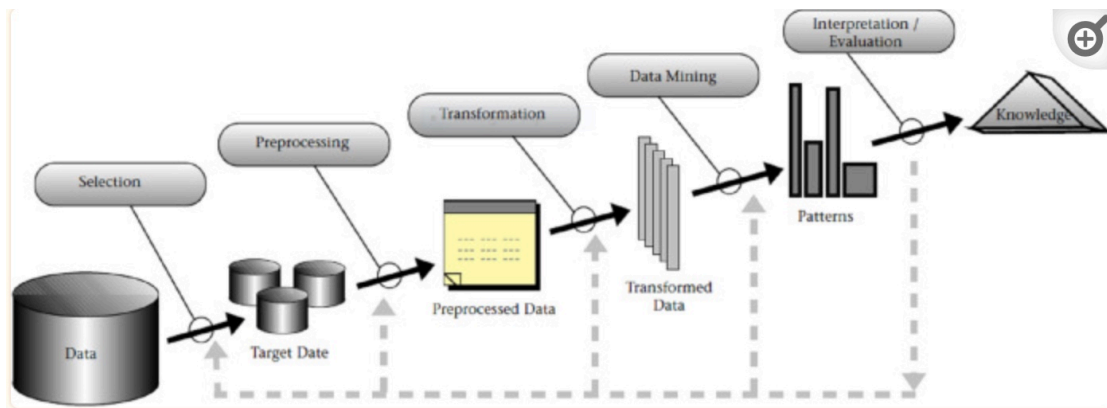 Interpretation /
Evaluation
Data Mining
Knowledge
Transformation
Preprocessing
Selection
Patterns
Transformed
Data
Preprocessed Data
Target Date
Data